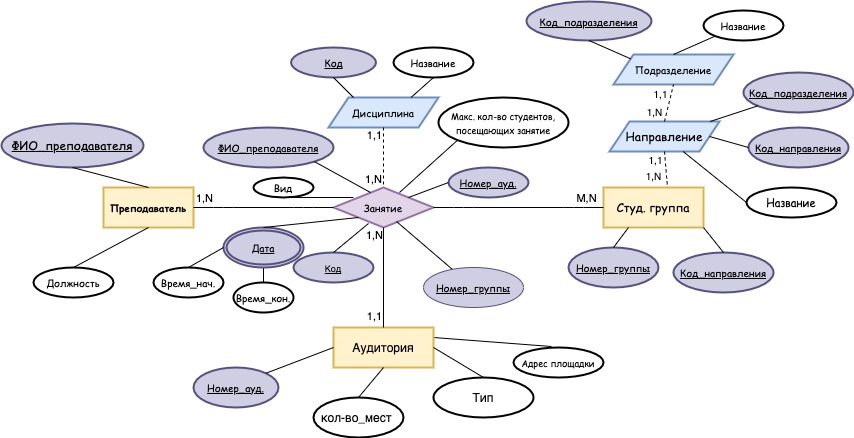 Код_подразделения
Название
Подразделение
1,1
1,N
Код
Название
Дисциплина
1,1
Макс. кол-во студентов,
посещающих занятие
Код_подразделения
Направление
Код_направления
1,1
1,N
Название
ФИО_преподавателя
ФИО_преподавателя
Вид
1,N
Номер_ауд.
Преподаватель
1,N
Занятие
M,N
Студ. группа
1,N
Дата
Код
Номер_группы
Код_направления
Должность
Время_нач.
Время_кон.
Номер_группы
1,1
Аудитория
Адрес площадки
Номер_ауд.
кол-во_мест
Тип